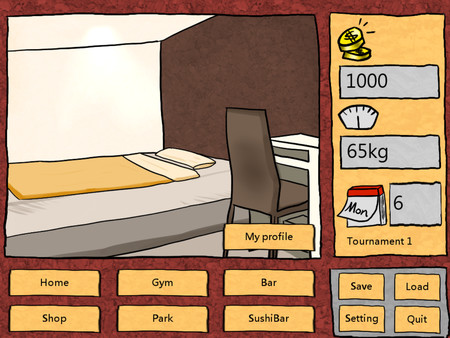 $
1000
65kg
Mon
6
Tournament 1
My profile
Home
Gym
Bar
Shop
Park
SushiBar
Save
Load
Setting
Quit